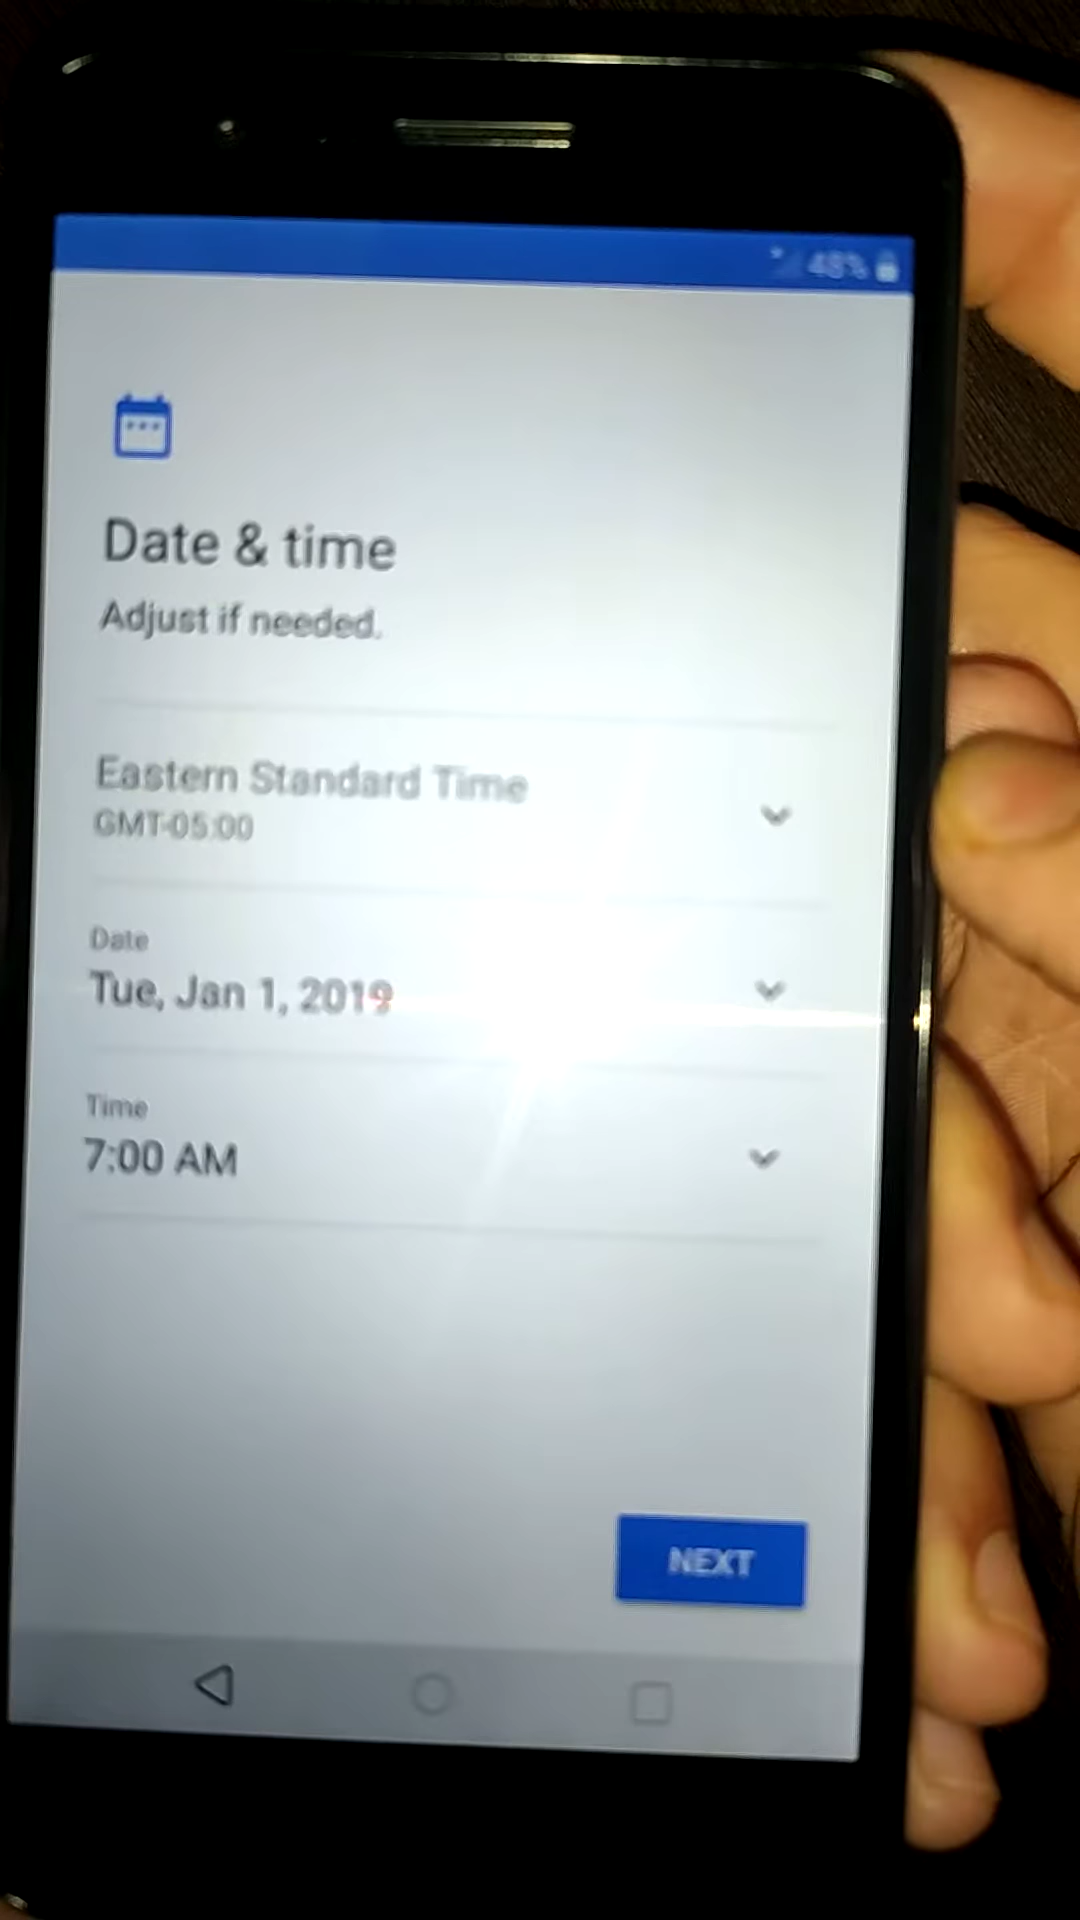 48%
Date & time
Adjust if needed.
Eastern Standard Time
GMT-05:00
Date
Tue, Jan 1, 2019
Time
7:00 AM
NEXT